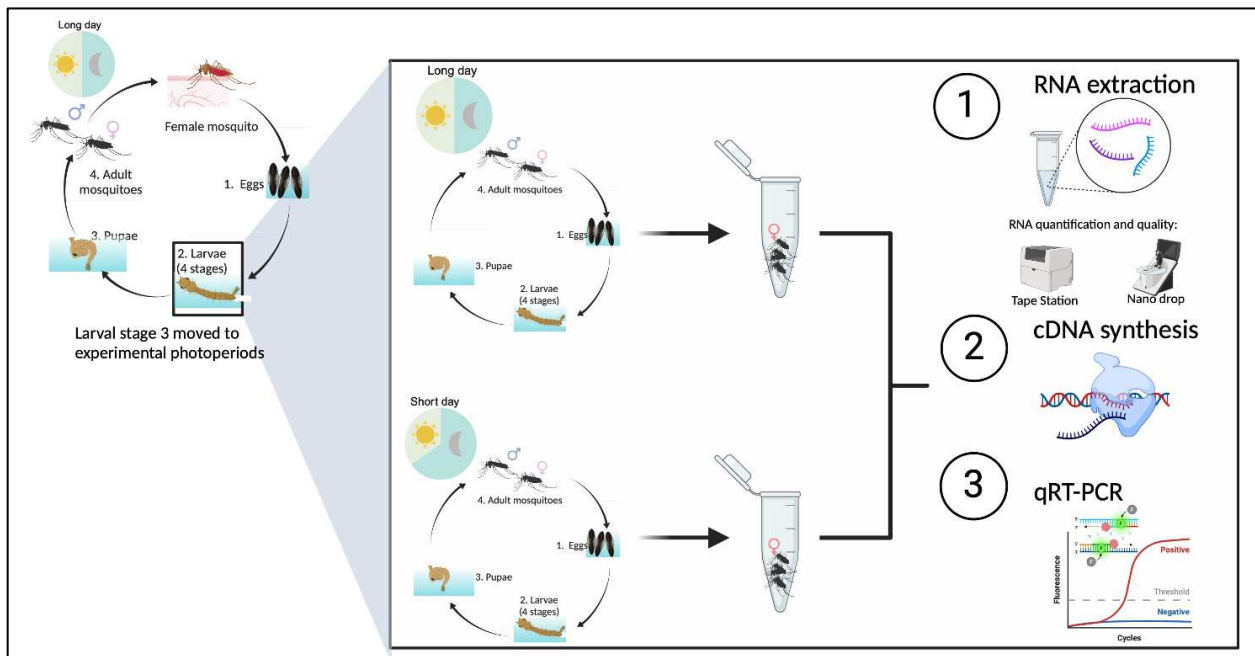 Long day
♂
♀
4. Adult
mosquitoes
Female mosquito
1. Eggs
2. Larvae
(4 stages)
3. Pupae
Larval stage 3 moved to
experimental photoperiods
Long day
♂
♀
4. Adult mosquitoes
1. Eggs
2. Larvae
(4 stages)
3. Pupae
♀
Short day
♂
♀
4. Adult mosquitoes
1. Eggs
2. Larvae
(4 stages)
3. Pupae
♀
1
RNA extraction
RNA quantification and quality:
Tape Station
Nano drop
2
cDNA synthesis
3
qRT-PCR
Fluorescence
Positive
Threshold
Negative
Cycles